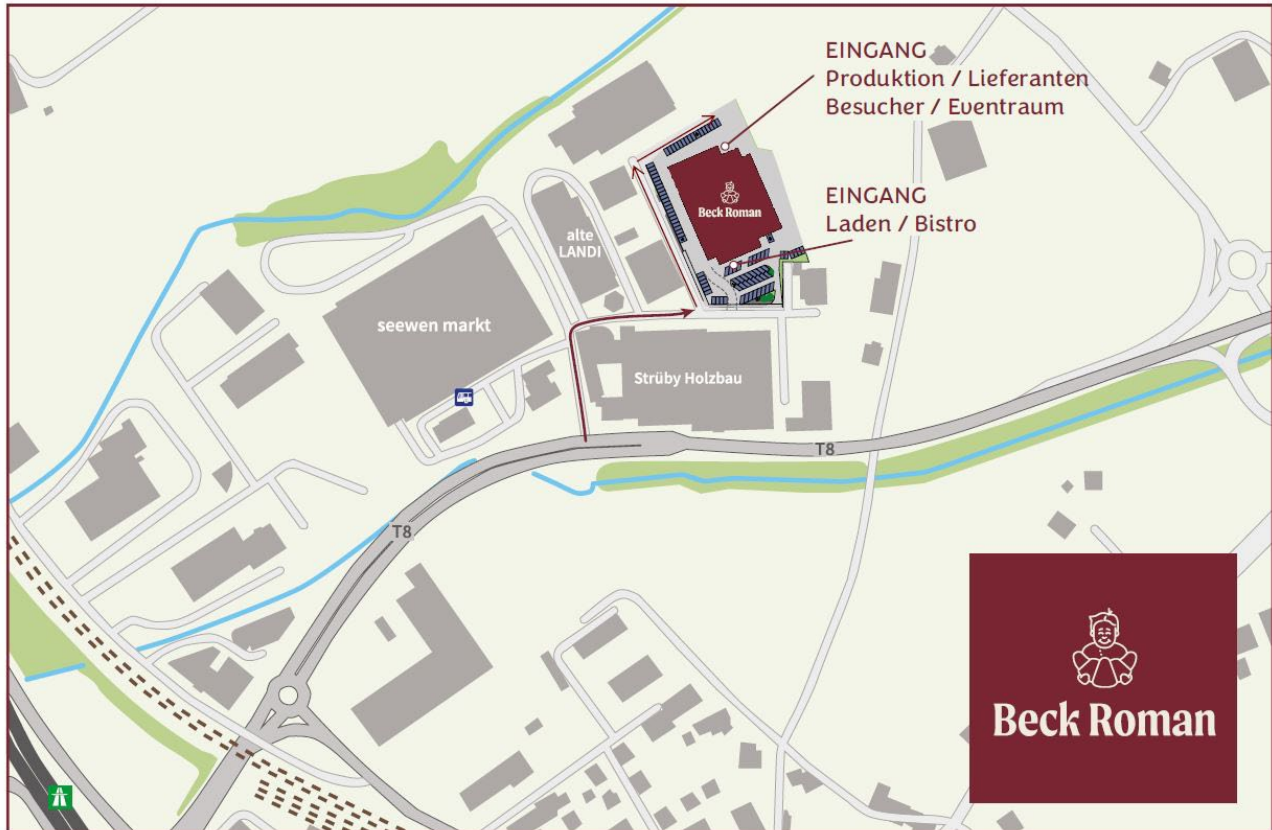 EINGANG
Produktion / Lieferanten
Besucher / Eventraum
EINGANG
Laden / Bistro
Beck Roman
alte
LANDI
seewen markt
Strüby Holzbau
T8
T8
Beck Roman